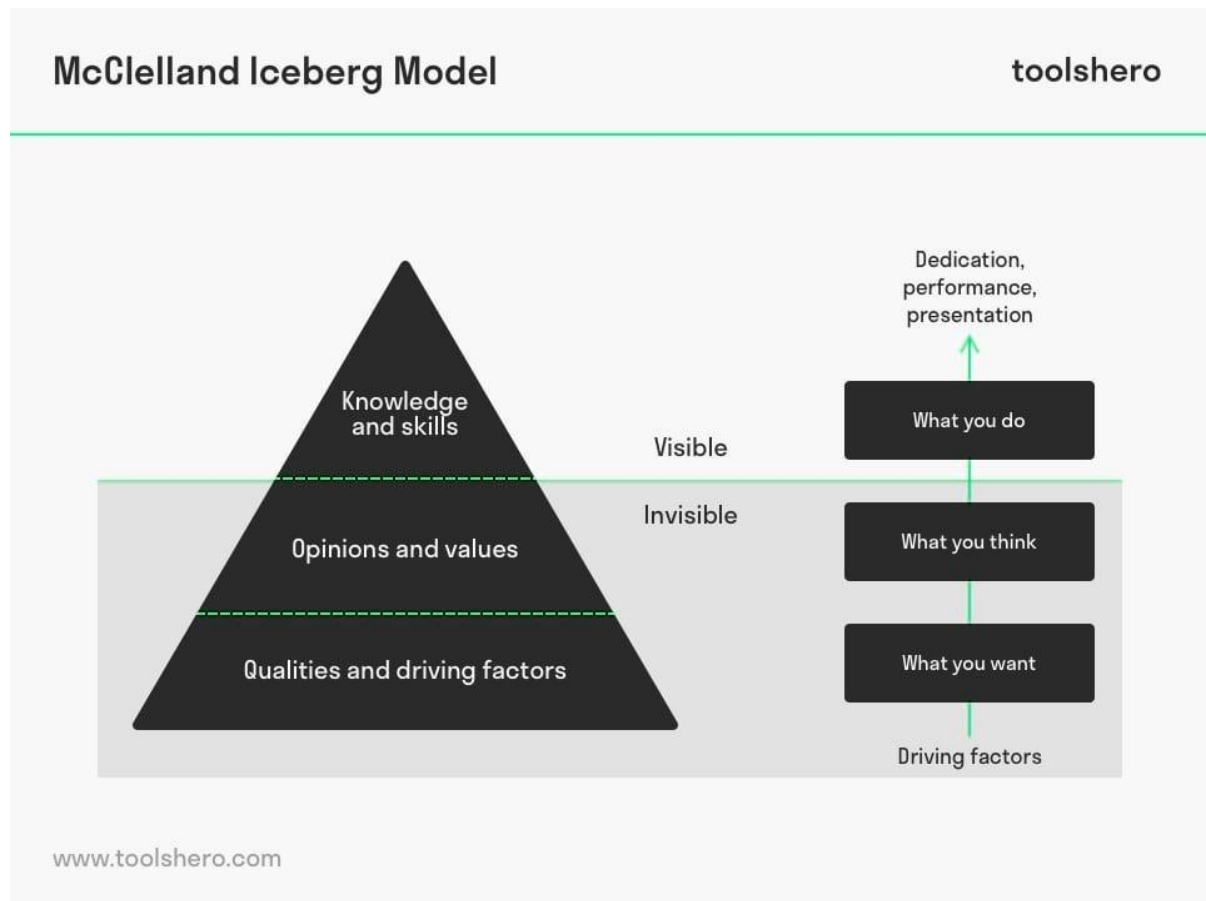 McClelland Iceberg Model
toolshero
Knowledge
and skills
Opinions and values
Qualities and driving factors
Visible
Invisible
Dedication,
performance,
presentation
What you do
What you think
What you want
Driving factors
www.toolshero.com